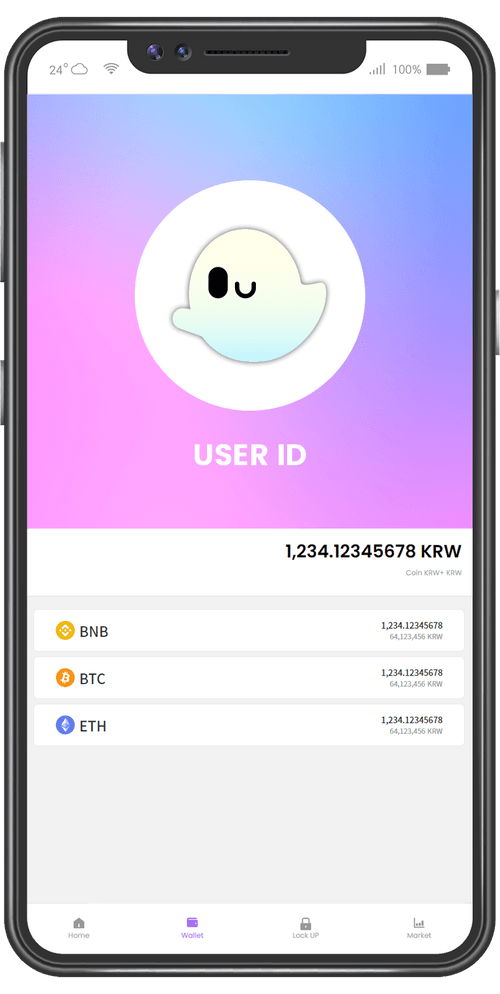 24°
100%
USER ID
1,234.12345678 KRW
Coin KRW+ KRW
BNB
1,234.12345678
64,123,456 KRW
BTC
1,234.12345678
64,123,456 KRW
ETH
1,234.12345678
64,123,456 KRW
Home
Wallet
Lock UP
Market